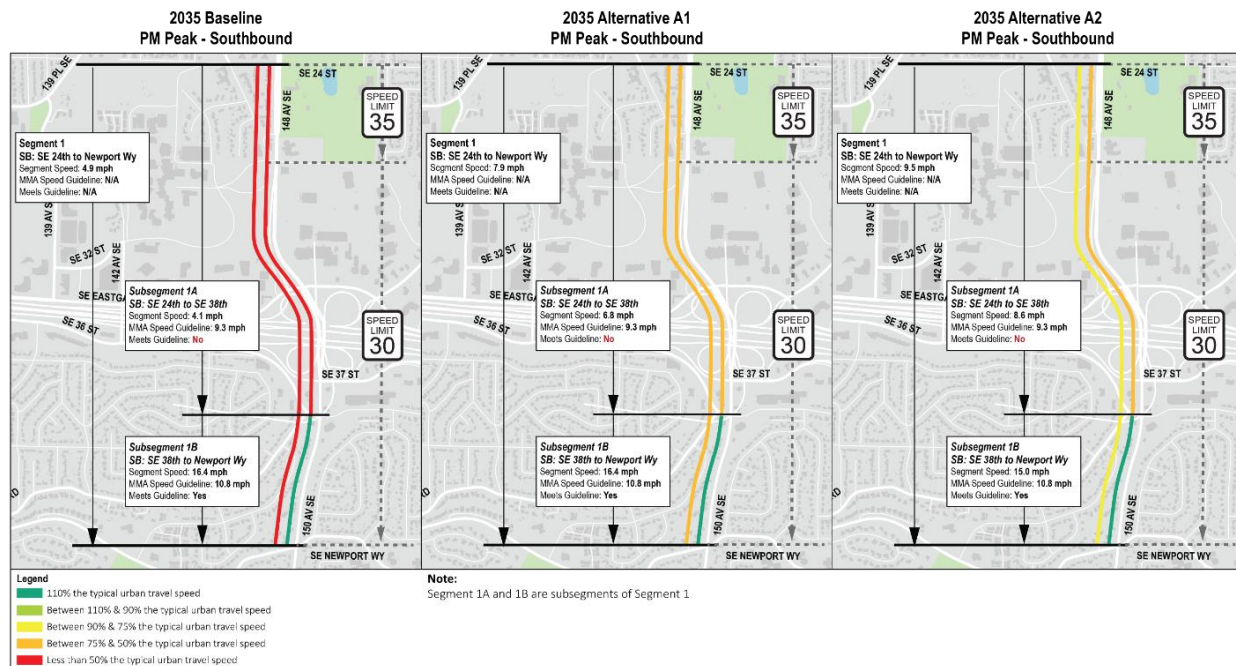 2035 Baseline
PM Peak - Southbound
139 PL SE
SE 24 ST
148 AV SE
SPEED
LIMIT
35
Segment 1
SB: SE 24th to Newport Wy
Segment Speed: 4.9 mph
MMA Speed Guideline: N/A
Meets Guideline: N/A
139 AV SE
SE 32 ST
142 AV SE
SE EASTGA
SE 36 ST
Subsegment 1A
SB: SE 24th to SE 38th
Segment Speed: 4.1 mph
MMA Speed Guideline: 9.3 mph
Meets Guideline: No
SPEED
LIMIT
30
SE 37 ST
Subsegment 1B
SB: SE 38th to Newport Wy
Segment Speed: 16.4 mph
MMA Speed Guideline: 10.8 mph
Meets Guideline: Yes
RD
150 AV SE
SE NEWPORT WY
2035 Alternative A1
PM Peak - Southbound
139 PL SE
SE 24 ST
148 AV SE
SPEED
LIMIT
35
Segment 1
SB: SE 24th to Newport Wy
Segment Speed: 7.9 mph
MMA Speed Guideline: N/A
Meets Guideline: N/A
139 AV SE
SE 32 ST
142 AV SE
SE EASTGA
SE 36 ST
Subsegment 1A
SB: SE 24th to SE 38th
Segment Speed: 6.8 mph
MMA Speed Guideline: 9.3 mph
Meets Guideline: No
SPEED
LIMIT
30
SE 37 ST
Subsegment 1B
SB: SE 38th to Newport Wy
Segment Speed: 16.4 mph
MMA Speed Guideline: 10.8 mph
Meets Guideline: Yes
RD
150 AV SE
SE NEWPORT WY
2035 Alternative A2
PM Peak - Southbound
139 PL SE
SE 24 ST
148 AV SE
SPEED
LIMIT
35
Segment 1
SB: SE 24th to Newport Wy
Segment Speed: 9.5 mph
MMA Speed Guideline: N/A
Meets Guideline: N/A
139 AV SE
SE 32 ST
142 AV SE
SE EASTGA
SE 36 ST
Subsegment 1A
SB: SE 24th to SE 38th
Segment Speed: 8.6 mph
MMA Speed Guideline: 9.3 mph
Meets Guideline: No
SPEED
LIMIT
30
SE 37 ST
Subsegment 1B
SB: SE 38th to Newport Wy
Segment Speed: 15.0 mph
MMA Speed Guideline: 10.8 mph
Meets Guideline: Yes
RD
150 AV SE
SE NEWPORT WY
Legend
110% the typical urban travel speed
Between 110% & 90% the typical urban travel speed
Between 90% & 75% the typical urban travel speed
Between 75% & 50% the typical urban travel speed
Less than 50% the typical urban travel speed
Note:
Segment 1A and 1B are subsegments of Segment 1